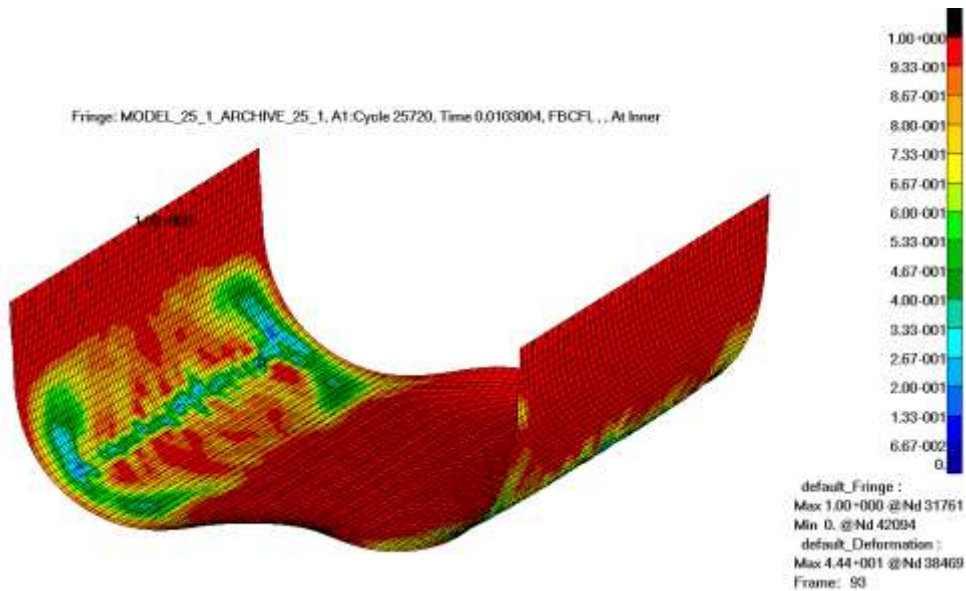 Fringe: MODEL_25_1_ARCHIVE_25_1, A1:Cycle 25720, Time 0.0103004, FBCFI, , , At Inner
1.00+000
9.33-001
8.67-001
8.00-001
7.33-001
6.67-001
6.00-001
5.33-001
4.67-001
4.00-001
3.33-001
2.67-001
2.00-001
1.33-001
6.67-002
0.
default_Fringe :
Max 1.00+000 @Nd 31761
Min 0. @Nd 42094
default_Deformation :
Max 4.44+001 @Nd 38469
Frame: 93